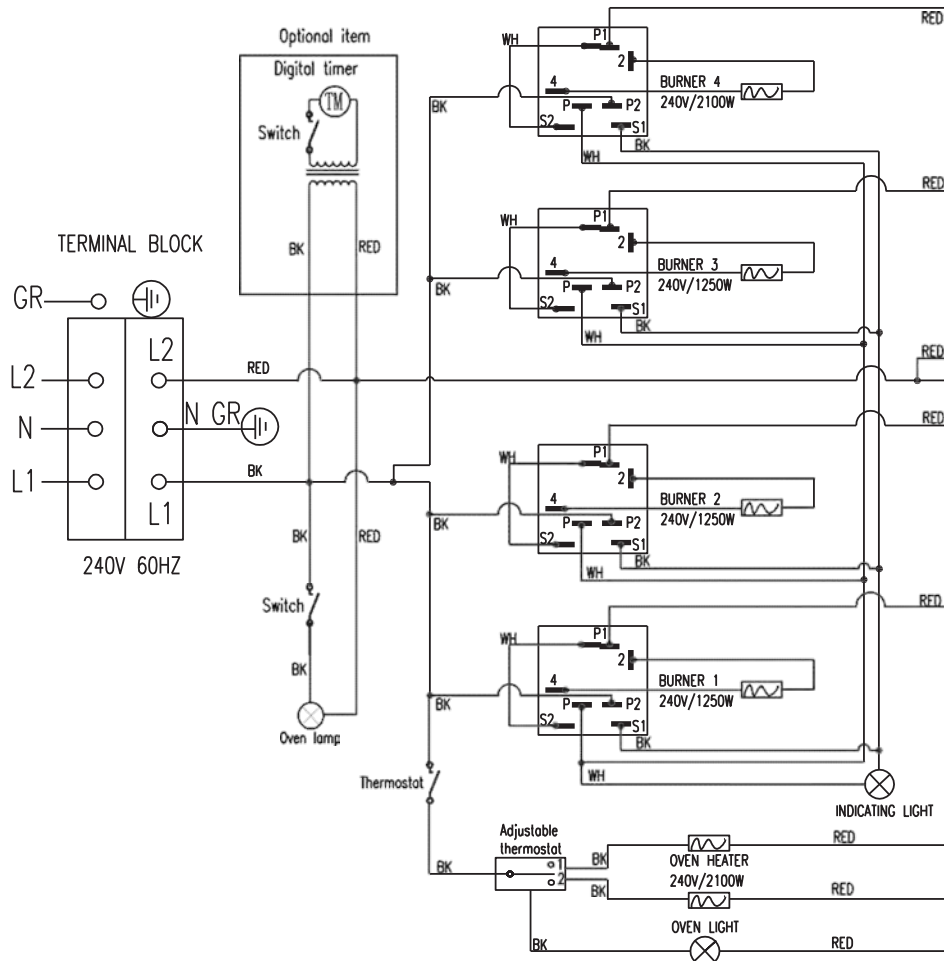 Optional item
Digital timer
TM
Switch
BK
RED
TERMINAL BLOCK
GR
L2
L2
RED
N
N GR
BK
L1
L1
240V 60HZ
BK
RED
Switch
BK
Oven lamp
RED
P1
WH
2
4
BURNER 4
240V/2100W
BK
P
P2
S2
S1
BK
WH
RED
P1
WH
2
4
BURNER 3
240V/1250W
BK
P
P2
S2
S1
BK
WH
RED
RED
P1
WH
2
4
BURNER 2
240V/1250W
BK
P
P2
S2
S1
BK
WH
RED
P1
WH
2
4
BURNER 1
240V/1250W
BK
P
P2
S2
S1
BK
WH
INDICATING LIGHT
Thermostat
Adjustable
thermostat
BK
1
2
BK
OVEN HEATER
240V/2100W
RED
BK
RED
OVEN LIGHT
BK
RED